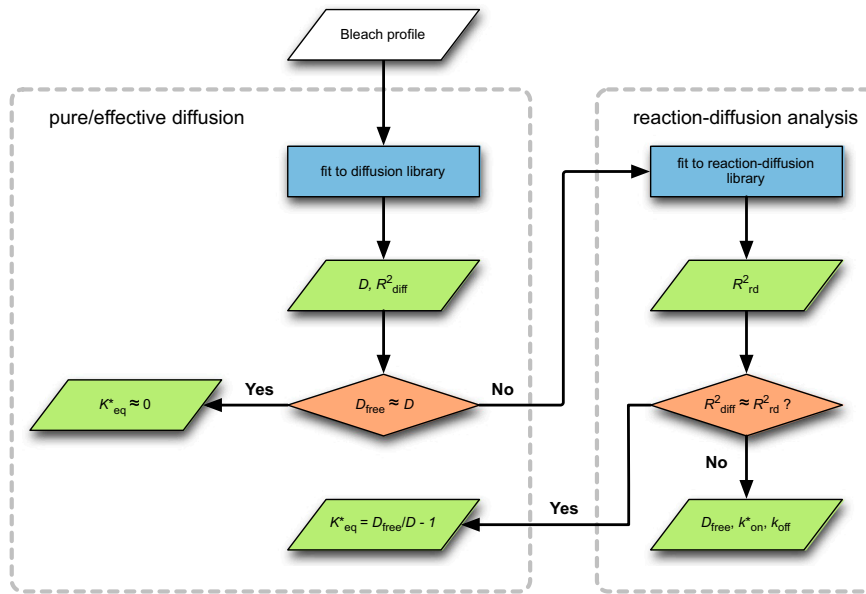 Bleach profile
pure/effective diffusion
reaction-diffusion analysis
fit to diffusion library
fit to reaction-diffusion
library
D, R²diff
R²rd
Yes
No
K*eq ≈ 0
Dfree ≈ D
R²diff ≈ R²rd ?
No
Yes
K*eq = Dfree/D - 1
Dfree, k*on, koff